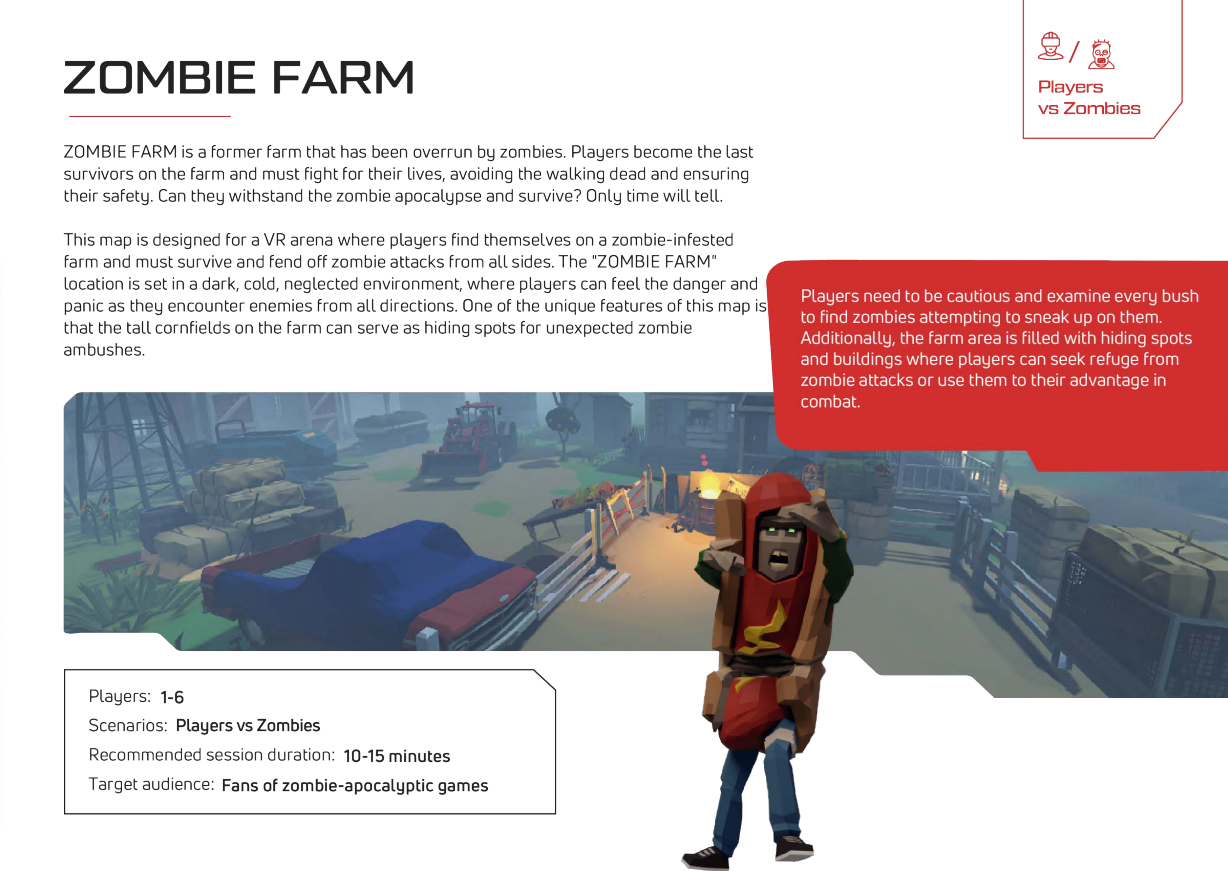 ZOMBIE FARM
Players
vs Zombies
ZOMBIE FARM is a former farm that has been overrun by zombies. Players become the last
survivors on the farm and must fight for their lives, avoiding the walking dead and ensuring
their safety. Can they withstand the zombie apocalypse and survive? Only time will tell.
This map is designed for a VR arena where players find themselves on a zombie-infested
farm and must survive and fend off zombie attacks from all sides. The "ZOMBIE FARM"
location is set in a dark, cold, neglected environment, where players can feel the danger and
panic as they encounter enemies from all directions. One of the unique features of this map is
that the tall cornfields on the farm can serve as hiding spots for unexpected zombie
ambushes.
Players need to be cautious and examine every bush
to find zombies attempting to sneak up on them.
Additionally, the farm area is filled with hiding spots
and buildings where players can seek refuge from
zombie attacks or use them to their advantage in
combat.
Players: 1-6
Scenarios: Players vs Zombies
Recommended session duration: 10-15 minutes
Target audience: Fans of zombie-apocalyptic games